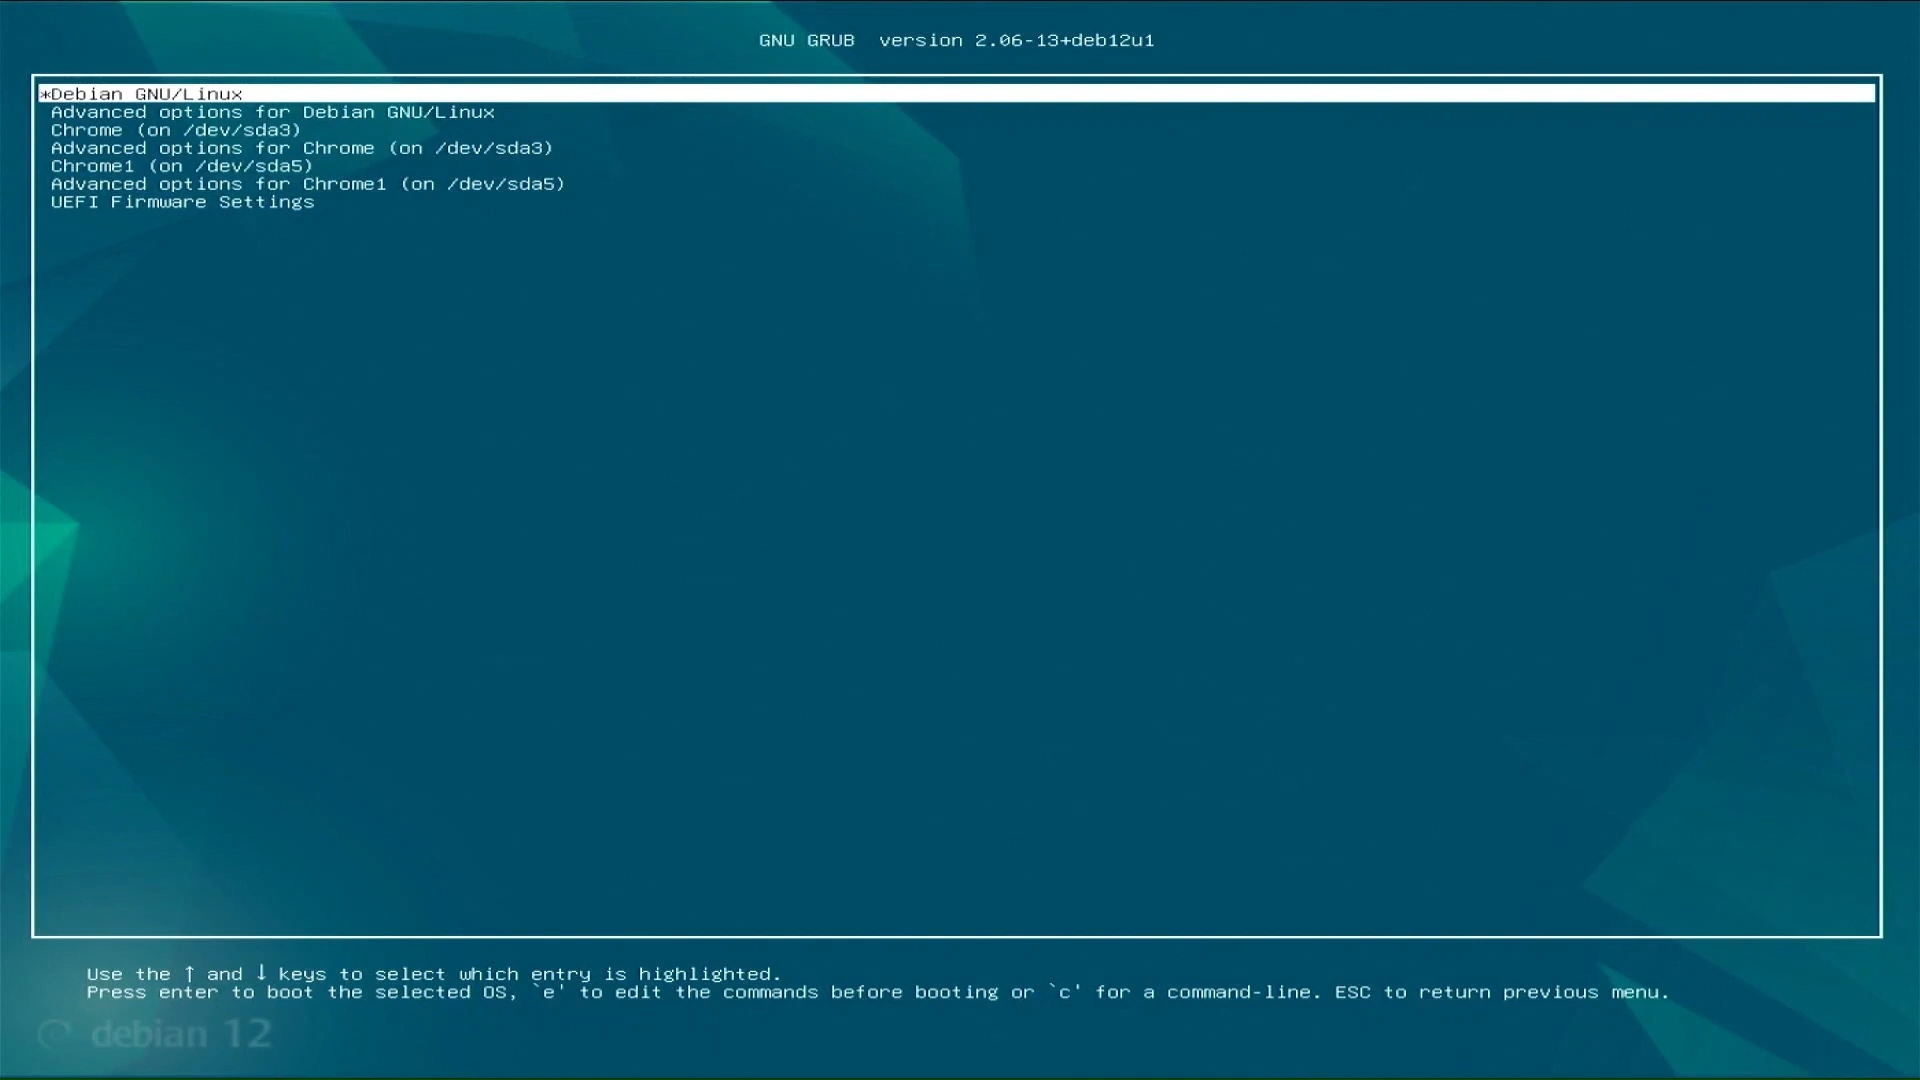 GNU GRUB  version 2.06-13+deb12u1
*Debian GNU/Linux
Advanced options for Debian GNU/Linux
Chrome (on /dev/sda3)
Advanced options for Chrome (on /dev/sda3)
Chrome1 (on /dev/sda5)
Advanced options for Chrome1 (on /dev/sda5)
UEFI Firmware Settings
Use the ↑ and ↓ keys to select which entry is highlighted.
Press enter to boot the selected OS, `e' to edit the commands before booting or `c' for a command-line. ESC to return previous menu.
debian 12